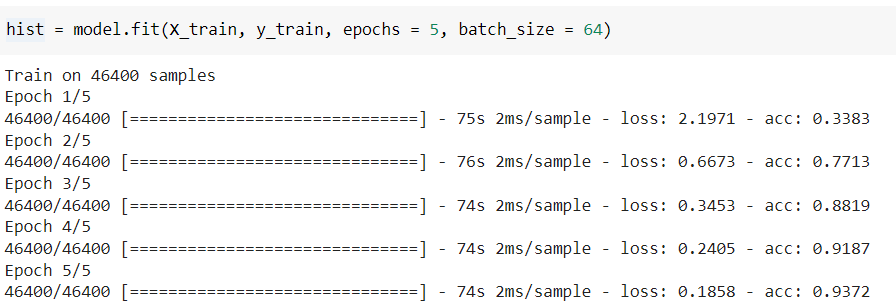 hist = model.fit(X_train, y_train, epochs = 5, batch_size = 64)
Train on 46400 samples
Epoch 1/5
46400/46400 [==============================] - 75s 2ms/sample - loss: 2.1971 - acc: 0.3383
Epoch 2/5
46400/46400 [==============================] - 76s 2ms/sample - loss: 0.6673 - acc: 0.7713
Epoch 3/5
46400/46400 [==============================] - 74s 2ms/sample - loss: 0.3453 - acc: 0.8819
Epoch 4/5
46400/46400 [==============================] - 74s 2ms/sample - loss: 0.2405 - acc: 0.9187
Epoch 5/5
46400/46400 [==============================] - 74s 2ms/sample - loss: 0.1858 - acc: 0.9372